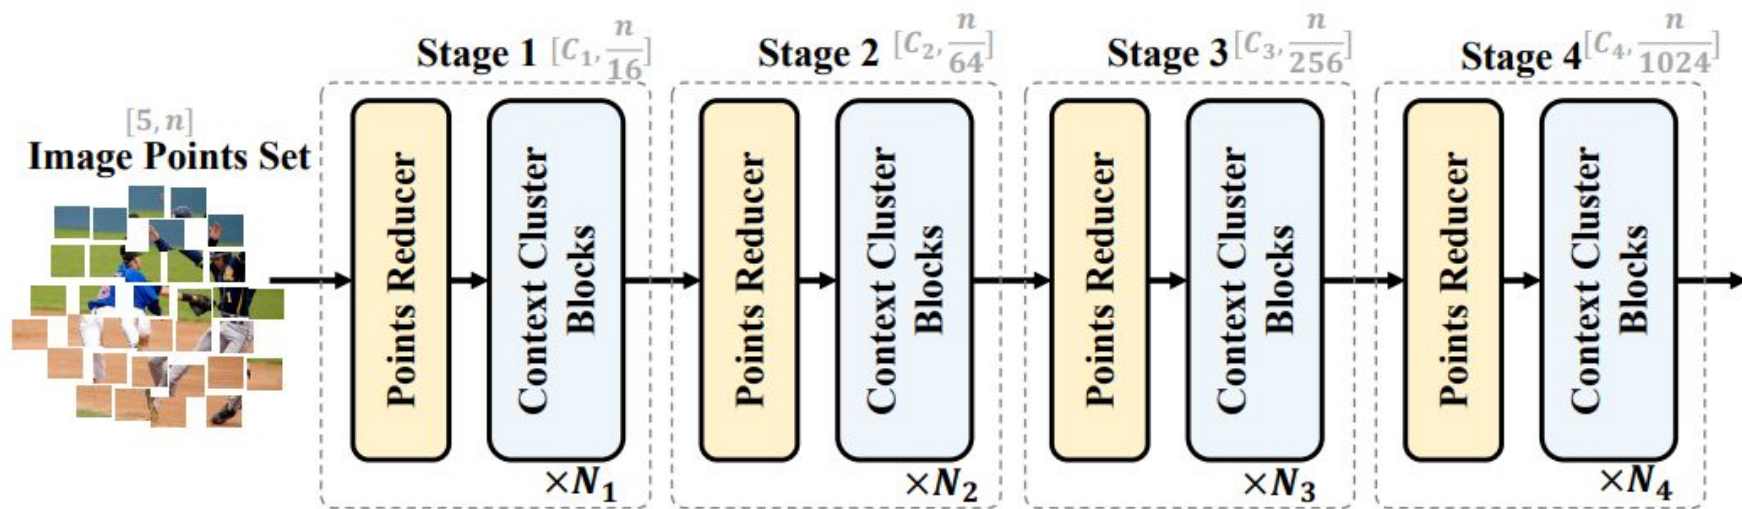 [5, n]
Image Points Set
Stage 1 [C₁, n/16]
Points Reducer
Context Cluster
Blocks
×N₁
Stage 2 [C₂, n/64]
Points Reducer
Context Cluster
Blocks
×N₂
Stage 3 [C₃, n/256]
Points Reducer
Context Cluster
Blocks
×N₃
Stage 4 [C₄, n/1024]
Points Reducer
Context Cluster
Blocks
×N₄